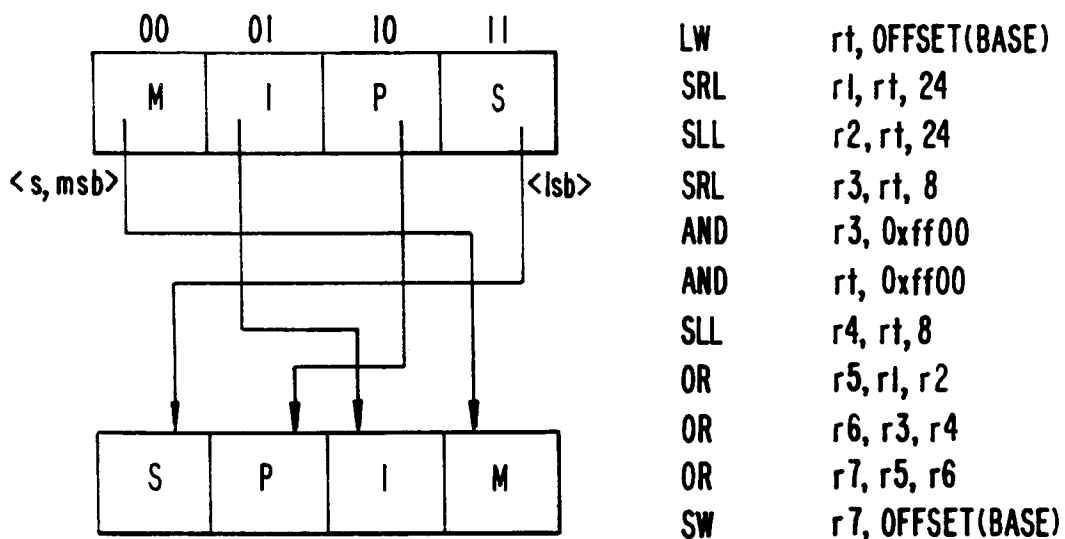 00 01 10 11
M I P S
<s, msb> <lsb>
S P I M
LW rt, OFFSET(BASE)
SRL r1, rt, 24
SLL r2, rt, 24
SRL r3, rt, 8
AND r3, 0xff00
AND rt, 0xff00
SLL r4, rt, 8
OR r5, r1, r2
OR r6, r3, r4
OR r7, r5, r6
SW r7, OFFSET(BASE)